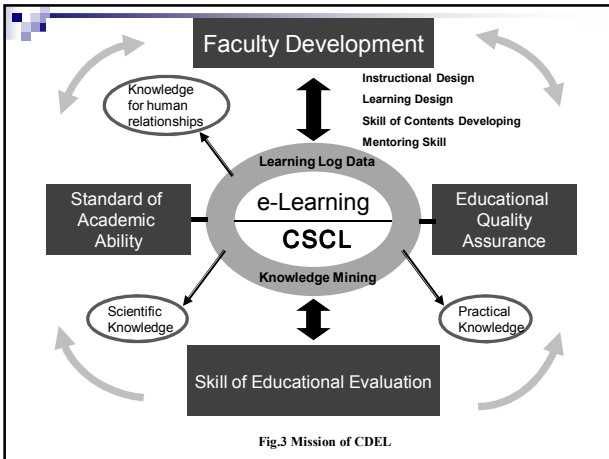 Faculty Development
Instructional Design
Learning Design
Skill of Contents Developing
Mentoring Skill
Knowledge
for human
relationships
Learning Log Data
Standard of
Academic
Ability
e-Learning
CSCL
Educational
Quality
Assurance
Knowledge Mining
Scientific
Knowledge
Practical
Knowledge
Skill of Educational Evaluation
Fig.3 Mission of CDEL